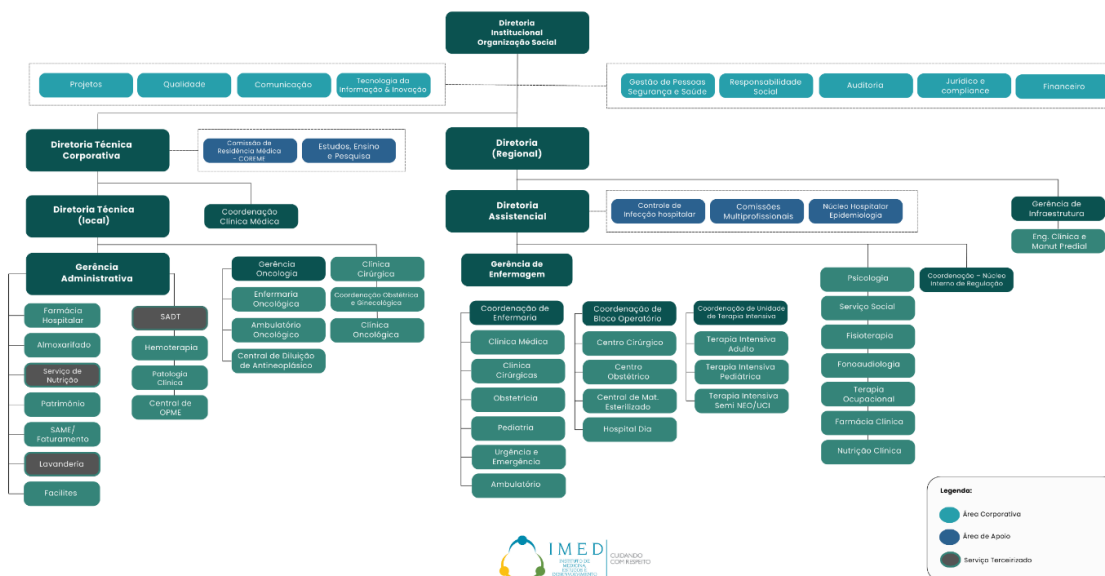 Diretoria
Institucional
Organização Social
Projetos
Qualidade
Comunicação
Tecnologia da
Informação & Inovação
Gestão de Pessoas
Segurança e Saúde
Responsabilidade
Social
Auditoria
Jurídico e
compliance
Financeiro
Diretoria Técnica
Corporativa
Comissão de
Residência Médica
- COREME
Estudos, Ensino
e Pesquisa
Diretoria
(Regional)
Diretoria Técnica
(local)
Coordenação
Clínica Médica
Diretoria
Assistencial
Controle de
Infecção hospitalar
Comissões
Multiprofissionais
Núcleo Hospitalar
Epidemiologia
Gerência de
Infraestrutura
Eng. Clínica e
Manut Predial
Gerência
Administrativa
Farmácia
Hospitalar
Almoxarifado
Serviço de
Nutrição
Patrimônio
SAME/
Faturamento
Lavanderia
Facilites
SADT
Hemoterapia
Patologia
Clínica
Central de
OPME
Gerência
Oncologia
Enfermaria
Oncológica
Ambulatório
Oncológico
Central de Diluição
de Antineoplásico
Clínica
Cirúrgica
Coordenação Obstétrica
e Ginecológica
Clínica
Oncológica
Gerência de
Enfermagem
Coordenação de
Enfermaria
Clínica Médica
Clínica
Cirúrgicas
Obstetrícia
Pediatria
Urgência e
Emergência
Ambulatório
Coordenação de
Bloco Operatório
Centro Cirúrgico
Centro
Obstétrico
Central de Mat.
Esterilizado
Hospital Dia
Coordenação de Unidade
de Terapia Intensiva
Terapia Intensiva
Adulto
Terapia Intensiva
Pediátrica
Terapia Intensiva
Semi NEO/UCI
Psicologia
Serviço Social
Fisioterapia
Fonoaudiologia
Terapia
Ocupacional
Farmácia Clínica
Nutrição Clínica
Coordenação – Núcleo
Interno de Regulação
Legenda:
Área Corporativa
Área de Apoio
Serviço Terceirizado
IMED
INSTITUTO DE
MEDICINA,
ESTUDOS E
DESENVOLVIMENTO
CUIDANDO
COM RESPEITO